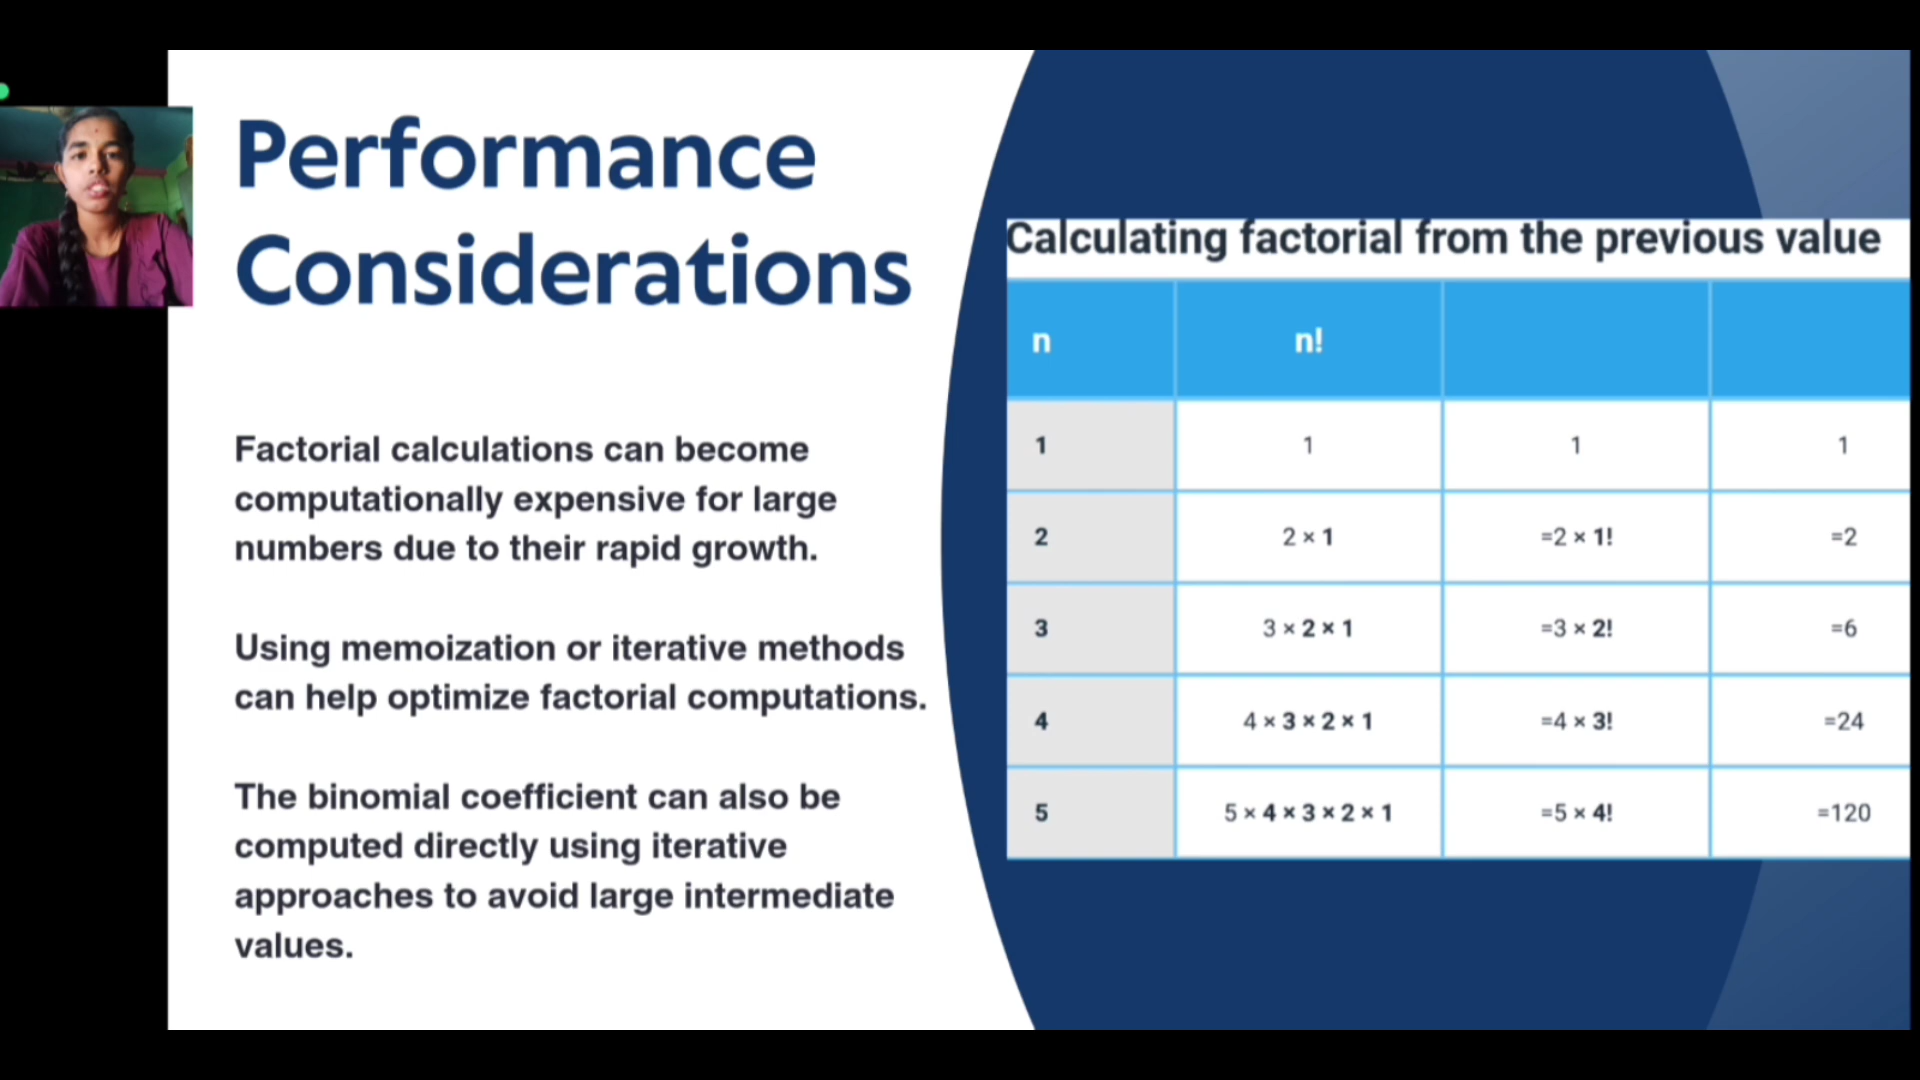 Performance
Considerations
Factorial calculations can become
computationally expensive for large
numbers due to their rapid growth.
Using memoization or iterative methods
can help optimize factorial computations.
The binomial coefficient can also be
computed directly using iterative
approaches to avoid large intermediate
values.
Calculating factorial from the previous value
n n!
1 1 1 1
2 2 × 1 =2 × 1! =2
3 3 × 2 × 1 =3 × 2! =6
4 4 × 3 × 2 × 1 =4 × 3! =24
5 5 × 4 × 3 × 2 × 1 =5 × 4! =120